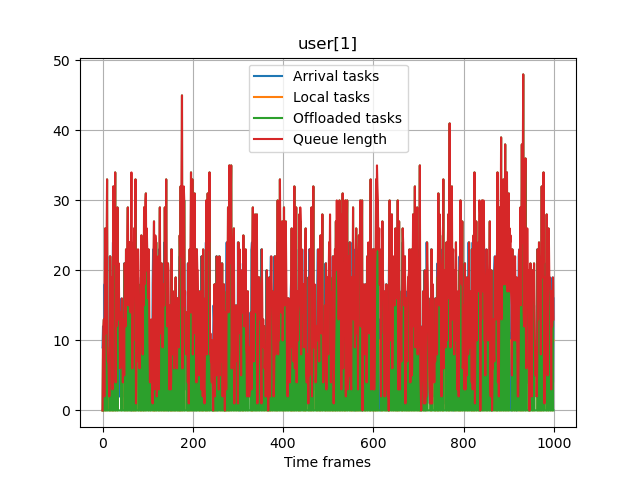 user[1]
50
40
30
20
10
0
Arrival tasks
Local tasks
Offloaded tasks
Queue length
0 200 400 600 800 1000
Time frames